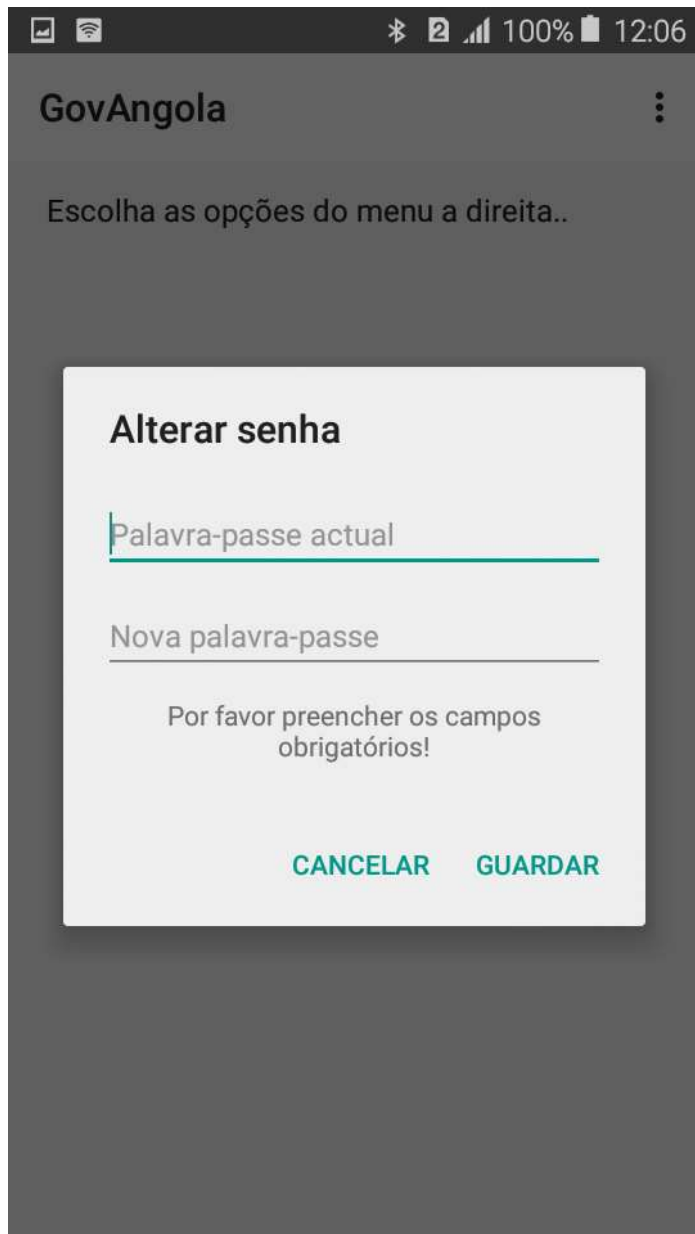 2 100% 12:06
GovAngola
Escolha as opções do menu a direita..
Alterar senha
Palavra-passe actual
Nova palavra-passe
Por favor preencher os campos
obrigatórios!
CANCELAR GUARDAR